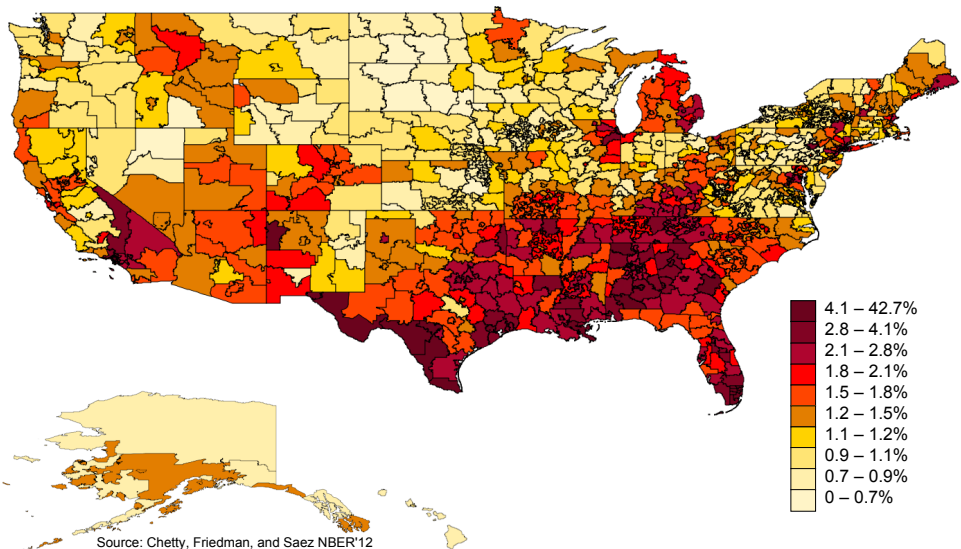 4.1 – 42.7%
2.8 – 4.1%
2.1 – 2.8%
1.8 – 2.1%
1.5 – 1.8%
1.2 – 1.5%
1.1 – 1.2%
0.9 – 1.1%
0.7 – 0.9%
0 – 0.7%
Source: Chetty, Friedman, and Saez NBER'12